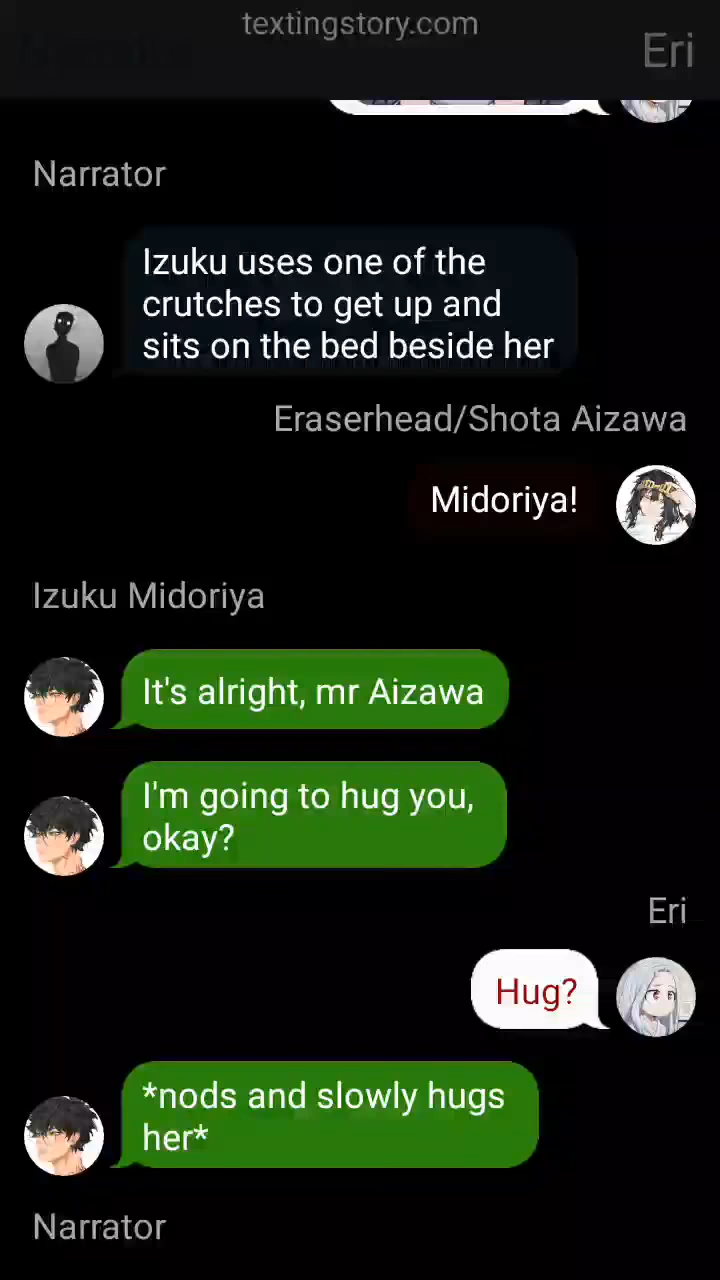 textingstory.com
Eri
Narrator
Izuku uses one of the
crutches to get up and
sits on the bed beside her
Eraserhead/Shota Aizawa
Midoriya!
Izuku Midoriya
It's alright, mr Aizawa
I'm going to hug you,
okay?
Eri
Hug?
*nods and slowly hugs
her*
Narrator